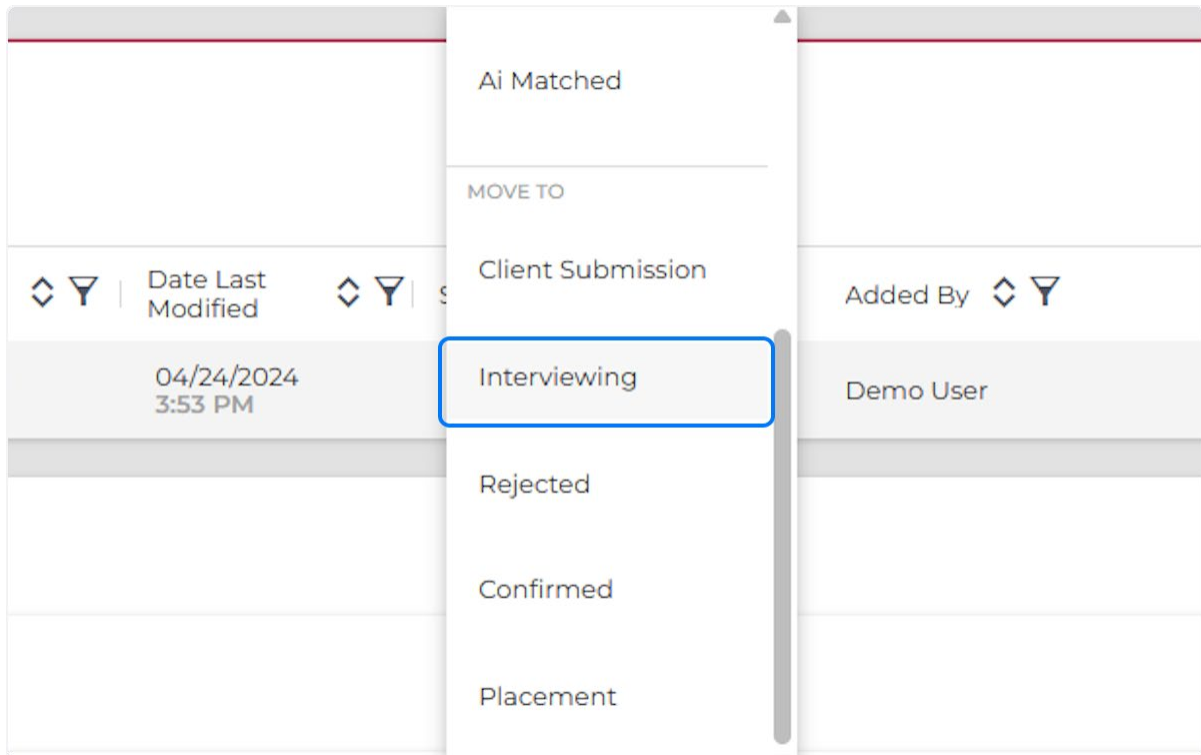 Ai Matched
MOVE TO
Client Submission
Date Last
Modified
Added By
Interviewing
04/24/2024
3:53 PM
Demo User
Rejected
Confirmed
Placement